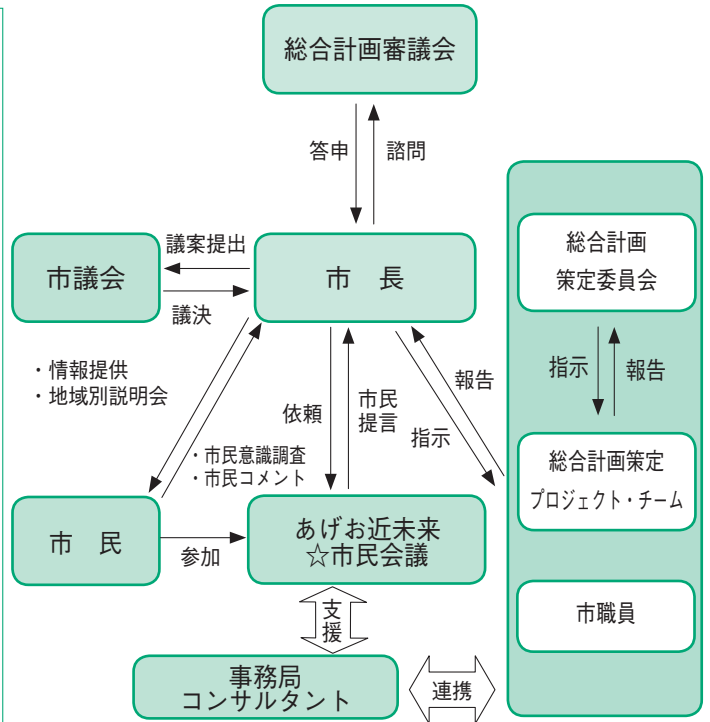 総合計画審議会
答申
諮問
市議会
議案提出
議決
市　長
総合計画
策定委員会
指示
報告
・情報提供
・地域別説明会
・市民意識調査
・市民コメント
依頼
市民
提言
指示
報告
総合計画策定
プロジェクト・チーム
市　民
参加
あげお近未来
☆市民会議
市職員
支援
事務局
コンサルタント
連携